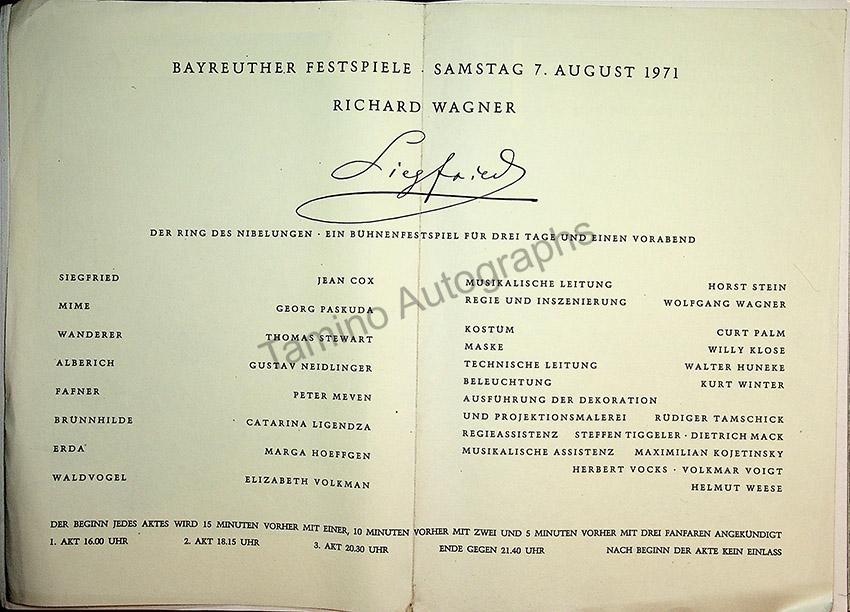 BAYREUTHER FESTSPIELE · SAMSTAG 7. AUGUST 1971
RICHARD WAGNER
Siegfried
DER RING DES NIBELUNGEN · EIN BÜHNENFESTSPIEL FÜR DREI TAGE UND EINEN VORABEND
SIEGFRIED JEAN COX
MIME GEORG PASKUDA
WANDERER THOMAS STEWART
ALBERICH GUSTAV NEIDLINGER
FAFNER PETER MEVEN
BRÜNNHILDE CATARINA LIGENDZA
ERDA MARGA HOEFFGEN
WALDVOGEL ELIZABETH VOLKMAN
MUSIKALISCHE LEITUNG HORST STEIN
REGIE UND INSZENIERUNG WOLFGANG WAGNER
KOSTÜM CURT PALM
MASKE WILLY KLOSE
TECHNISCHE LEITUNG WALTER HUNEKE
BELEUCHTUNG KURT WINTER
AUSFÜHRUNG DER DEKORATION
UND PROJEKTIONSMALEREI RÜDIGER TAMSCHICK
REGIEASSISTENZ STEFFEN TIGGELER · DIETRICH MACK
MUSIKALISCHE ASSISTENZ MAXIMILIAN KOJETINSKY
HERBERT VOCKS · VOLKMAR VOIGT
HELMUT WEESE
DER BEGINN JEDES AKTES WIRD 15 MINUTEN VORHER MIT EINER, 10 MINUTEN VORHER MIT ZWEI UND 5 MINUTEN VORHER MIT DREI FANFAREN ANGEKÜNDIGT
1. AKT 16.00 UHR 2. AKT 18.15 UHR 3. AKT 20.30 UHR ENDE GEGEN 21.40 UHR NACH BEGINN DER AKTE KEIN EINLASS
Tamino Autographs